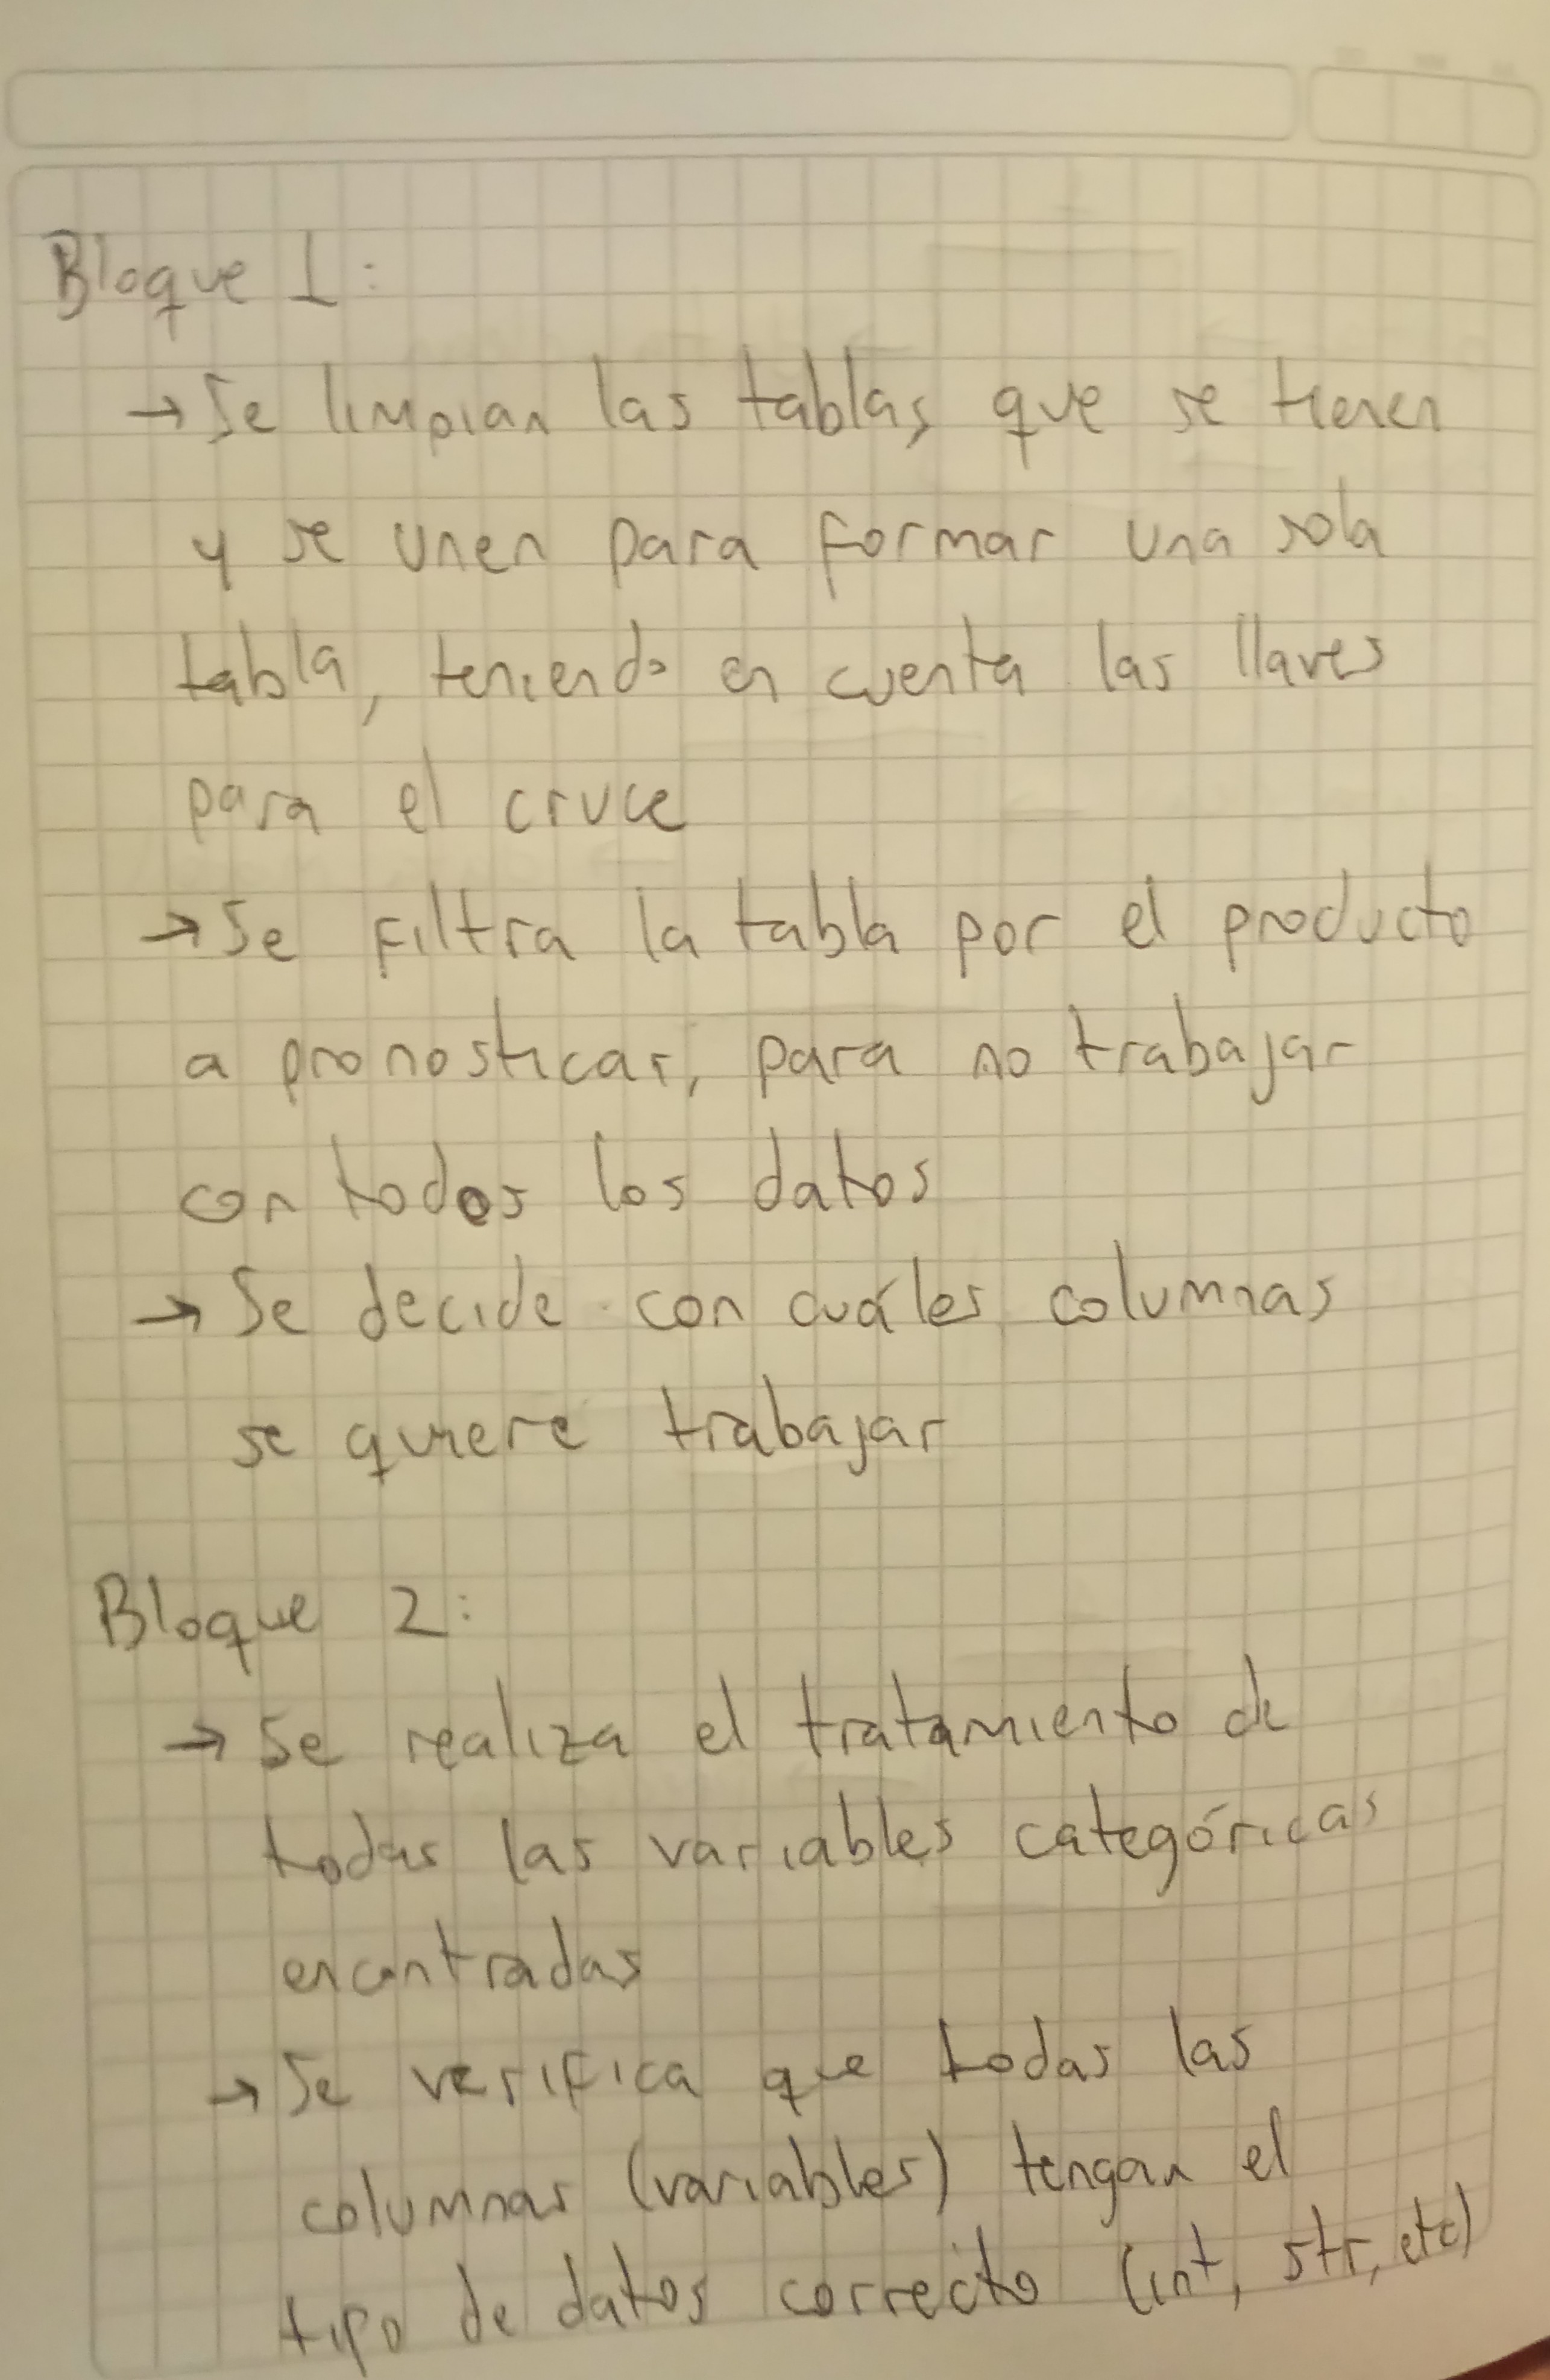 Bloque 1:
→ Se limpian las tablas que se tienen
y se unen para formar una sola
tabla, teniendo en cuenta las llaves
para el cruce
→ Se filtra la tabla por el producto
a pronosticar, para no trabajar
con todos los datos
→ Se decide con cuáles columnas
se quiere trabajar
Bloque 2:
→ Se realiza el tratamiento de
todas las variables categóricas
encontradas
→ Se verifica que todas las
columnas (variables) tengan el
tipo de datos correcto (int, str, etc)